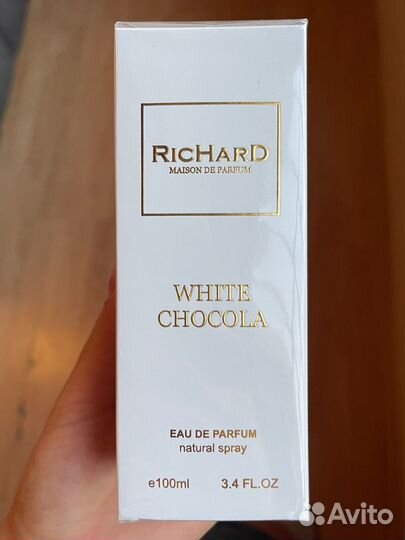 RICHARD
MAISON DE PARFUM
WHITE
CHOCOLA
EAU DE PARFUM
natural spray
e100ml 3.4 FL.OZ
Avito